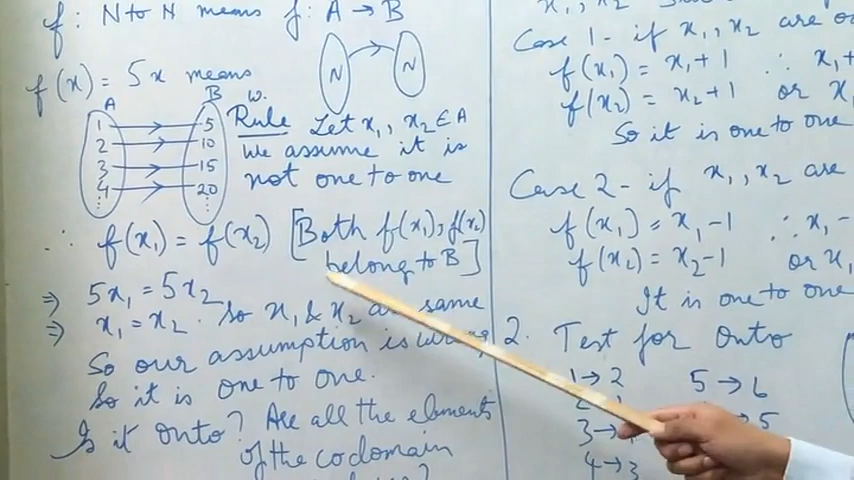 f: N to N means f: A → B
N N
f(x) = 5x means
A B
1 5
2 10
3 15
4 20
Rule Let x₁, x₂ ∈ A
we assume it is
not one to one
∴ f(x₁) = f(x₂) [Both f(x₁), f(x₂)
belong to B]
⇒ 5x₁ = 5x₂
⇒ x₁ = x₂. So x₁ & x₂ are same
So our assumption is wrong
So it is one to one.
Is it onto? Are all the elements
of the codomain
x₁, x₂
Case 1- if x₁, x₂ are
f(x₁) = x₁ + 1 ∴ x₁ +
f(x₂) = x₂ + 1 or x₁
So it is one to one
Case 2- if x₁, x₂ are
f(x₁) = x₁ - 1 ∴ x₁ -
f(x₂) = x₂ - 1 or x₁
It is one to one
2. Test for Onto
1 → 2 5 → 6
→ 5
3 →
4 → 3